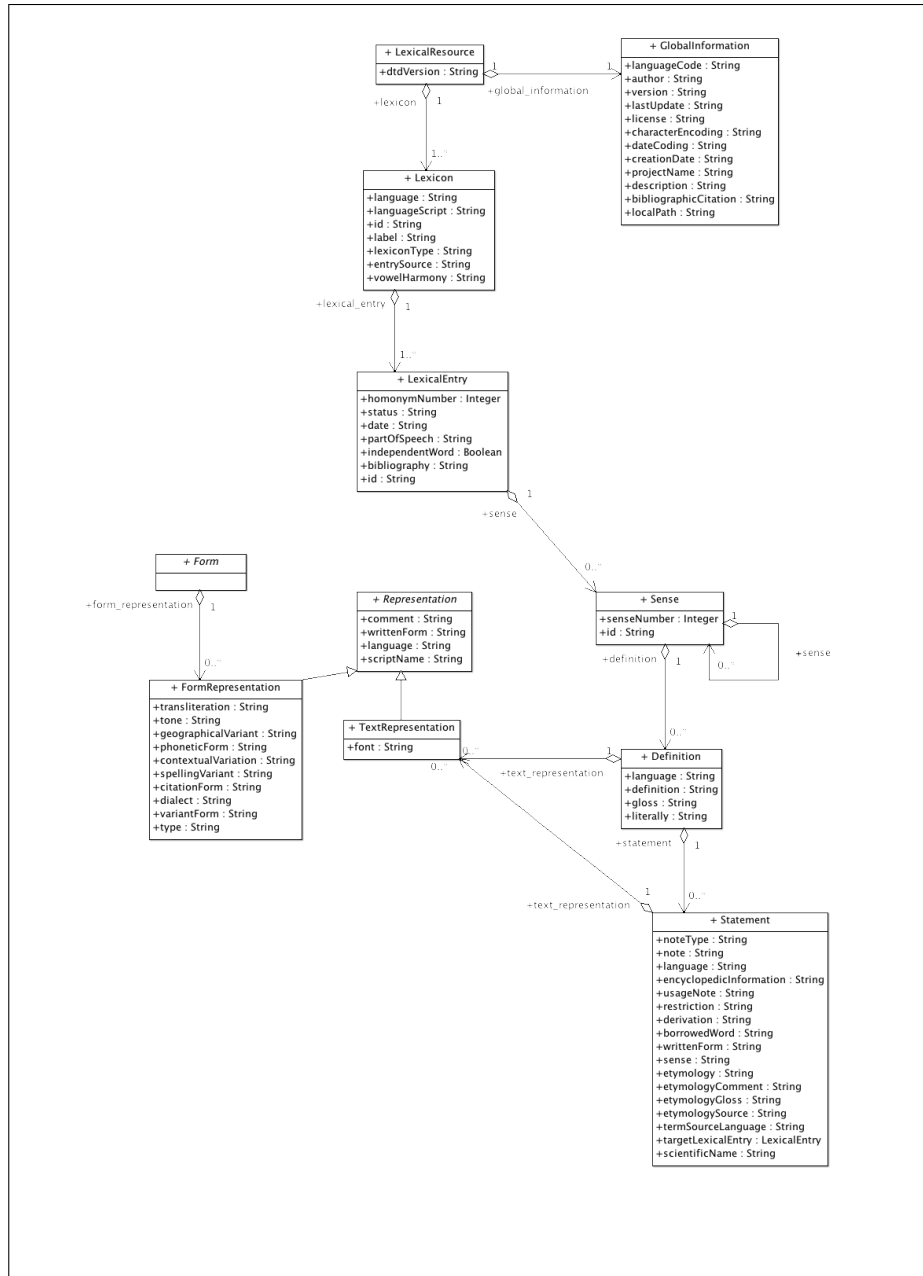 + LexicalResource
+dtdVersion : String
1
1
+global_information
+lexicon
1
1..*
+ GlobalInformation
+languageCode : String
+author : String
+version : String
+lastUpdate : String
+license : String
+characterEncoding : String
+dateCoding : String
+creationDate : String
+projectName : String
+description : String
+bibliographicCitation : String
+localPath : String
+ Lexicon
+language : String
+languageScript : String
+id : String
+label : String
+lexiconType : String
+entrySource : String
+vowelHarmony : String
+lexical_entry
1
1..*
+ LexicalEntry
+homonymNumber : Integer
+status : String
+date : String
+partOfSpeech : String
+independentWord : Boolean
+bibliography : String
+id : String
1
+sense
0..*
+ Form
+form_representation
1
0..*
+ Representation
+comment : String
+writtenForm : String
+language : String
+scriptName : String
+ Sense
+senseNumber : Integer
+id : String
1
+sense
0..*
+definition
1
0..*
+ FormRepresentation
+transliteration : String
+tone : String
+geographicalVariant : String
+phoneticForm : String
+contextualVariation : String
+spellingVariant : String
+citationForm : String
+dialect : String
+variantForm : String
+type : String
+ TextRepresentation
+font : String
0..*
0..*
1
+text_representation
+ Definition
+language : String
+definition : String
+gloss : String
+literally : String
+statement
1
0..*
1
+text_representation
+ Statement
+noteType : String
+note : String
+language : String
+encyclopedicInformation : String
+usageNote : String
+restriction : String
+derivation : String
+borrowedWord : String
+writtenForm : String
+sense : String
+etymology : String
+etymologyComment : String
+etymologyGloss : String
+etymologySource : String
+termSourceLanguage : String
+targetLexicalEntry : LexicalEntry
+scientificName : String